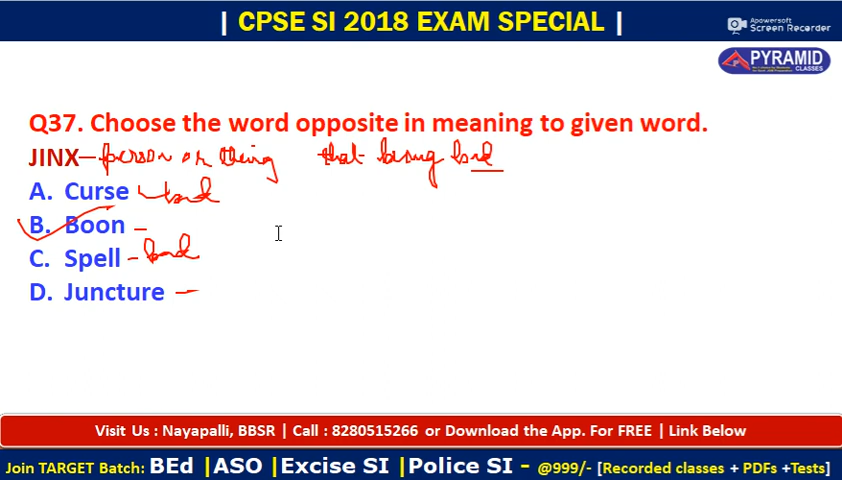 | CPSE SI 2018 EXAM SPECIAL |
Apowersoft
Screen Recorder
PYRAMID
CLASSES
Q37. Choose the word opposite in meaning to given word.
JINX – person or thing that bring bad
A. Curse – bad
B. Boon –
C. Spell – bad
D. Juncture –
Visit Us : Nayapalli, BBSR | Call : 8280515266 or Download the App. For FREE | Link Below
Join TARGET Batch: BEd |ASO |Excise SI |Police SI - @999/- [Recorded classes + PDFs +Tests]